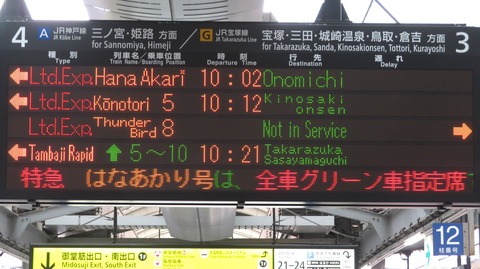 4 A JR神戸線 三ノ宮・姫路 方面 G JR宝塚線 宝塚・三田・城崎温泉・鳥取・倉吉 方面 3
JR Kōbe Line for Sannomiya, Himeji JR Takarazuka Line for Takarazuka, Sanda, Kinosakionsen, Tottori, Kurayoshi
種別 列車名/乗車位置 時刻 行先 遅れ
Type Train/Boarding Position Departure Time Destination Delay
Ltd.Exp. Hana Akari 10:02 Onomichi
Ltd.Exp. Kōnotori 5 10:12 Kinosaki onsen
Ltd.Exp. Thunder Bird 8 Not in Service
Tambaji Rapid 5〜10 10:21 Takarazuka Sasayamaguchi
特急 はなあかり号は、全車グリーン車指定席
御堂筋出口・南出口
Midosuji Exit, South Exit
21-24
12
柱番号